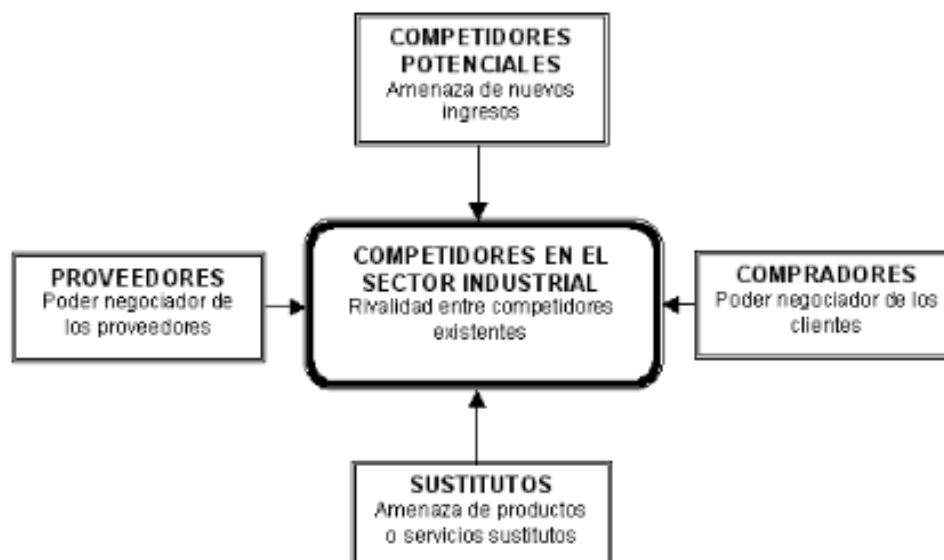 COMPETIDORES
POTENCIALES
Amenaza de nuevos
ingresos
PROVEEDORES
Poder negociador de
los proveedores
COMPETIDORES EN EL
SECTOR INDUSTRIAL
Rivalidad entre competidores
existentes
COMPRADORES
Poder negociador de los
clientes
SUSTITUTOS
Amenaza de productos
o servicios sustitutos